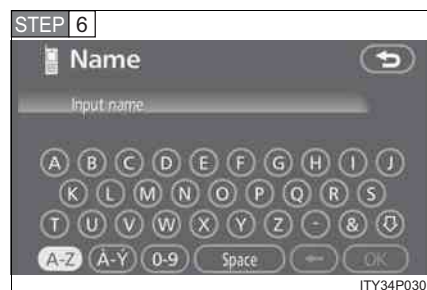 STEP 6
Name
Input name
A B C D E F G H I J
K L M N O P Q R S
T U V W X Y Z - &
A-Z À-Ý 0-9 Space OK
ITY34P030